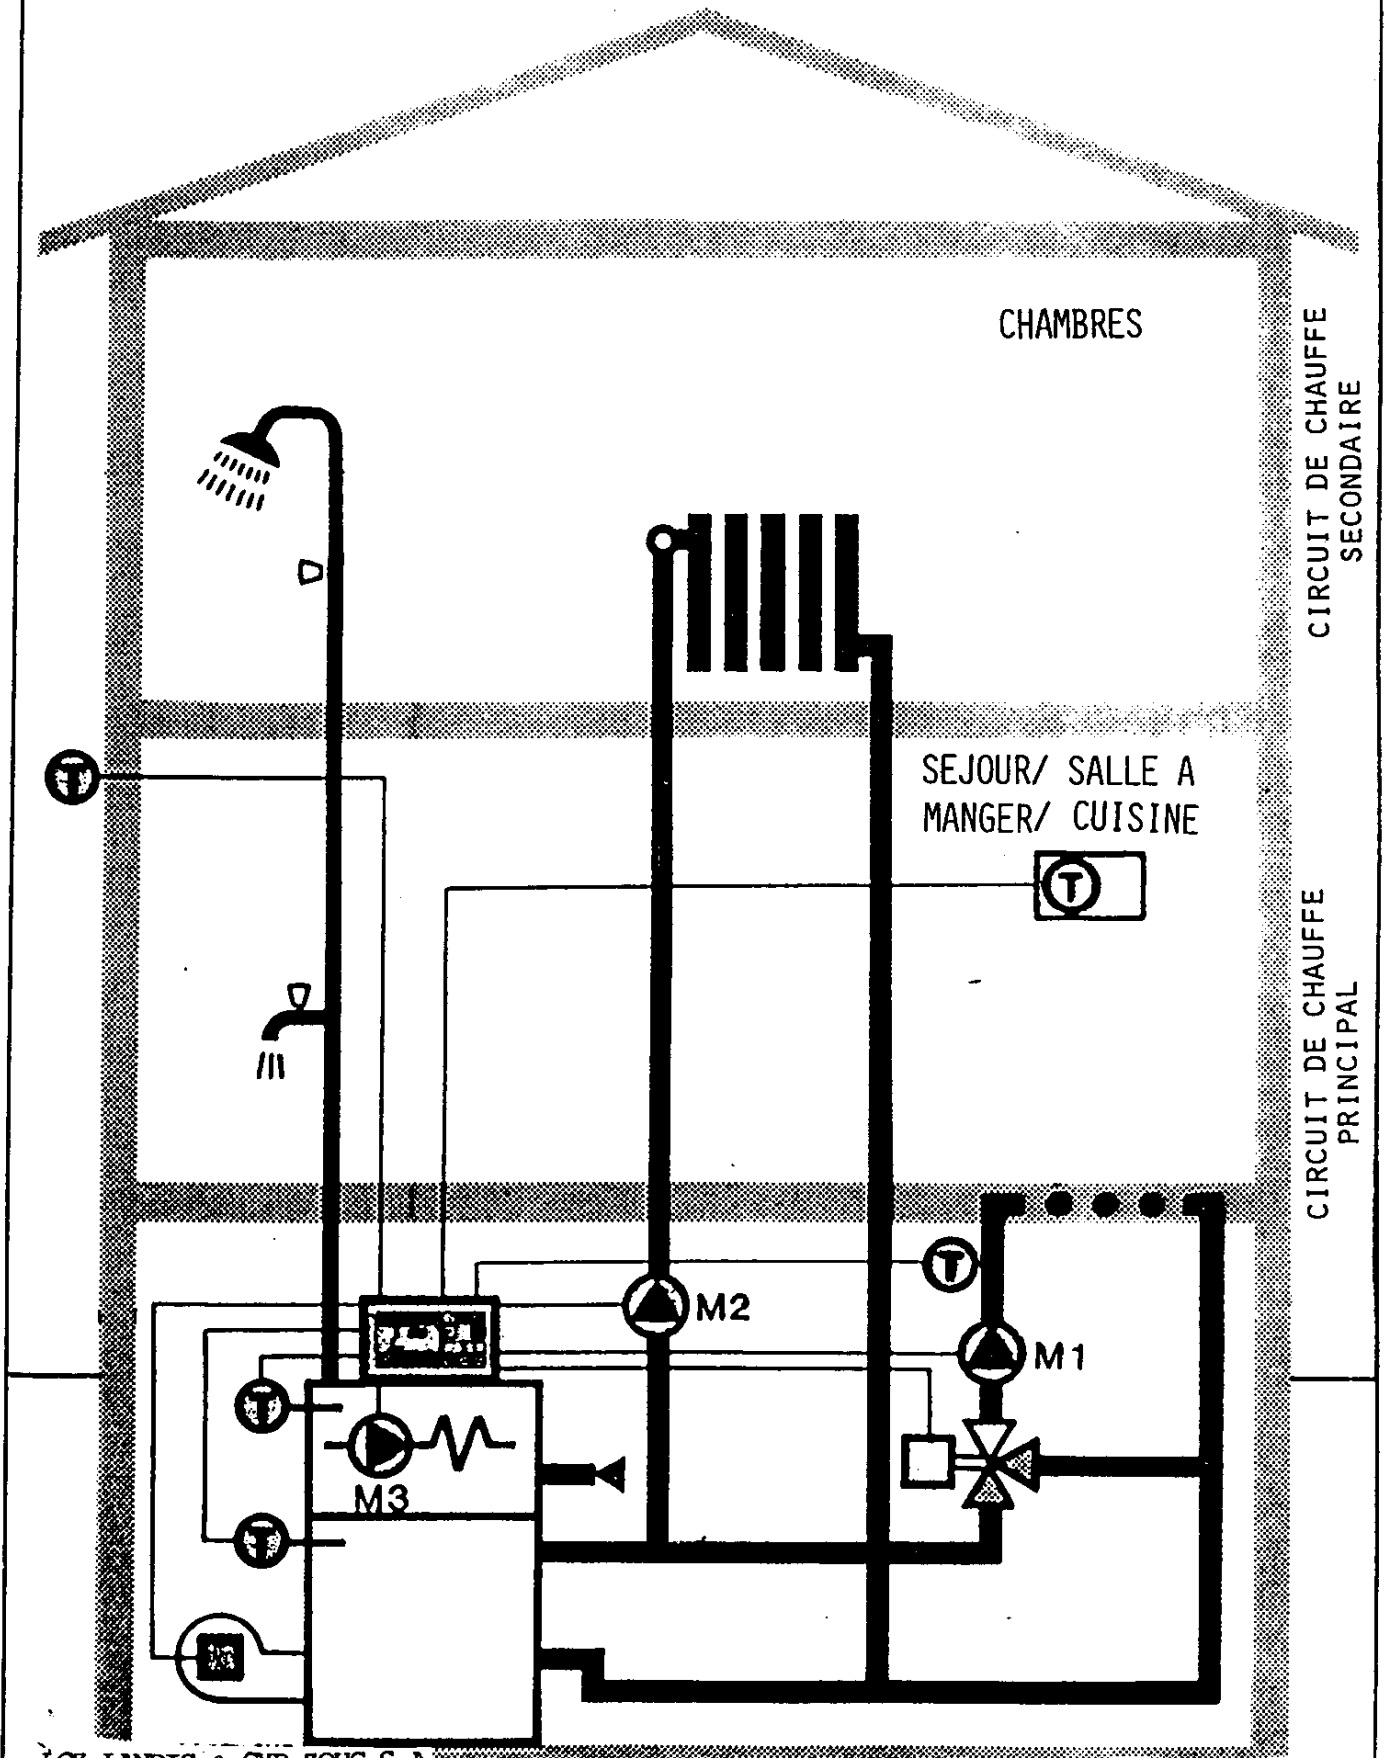 CHAMBRES
CIRCUIT DE CHAUFFE
SECONDAIRE
T
SEJOUR/ SALLE A
MANGER/ CUISINE
T
CIRCUIT DE CHAUFFE
PRINCIPAL
T
M2
M1
T
M3
T